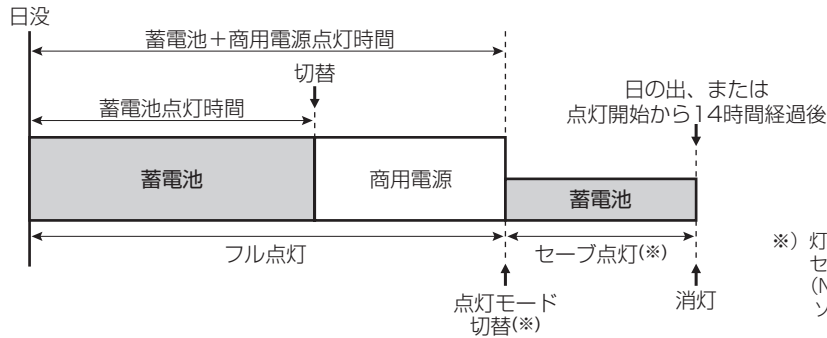 日没
蓄電池＋商用電源点灯時間
切替
日の出、または
点灯開始から14時間経過後
蓄電池点灯時間
蓄電池
商用電源
蓄電池
フル点灯
セーブ点灯(※)
点灯モード
切替(※)
消灯
※）灯
セ
(N
ソ